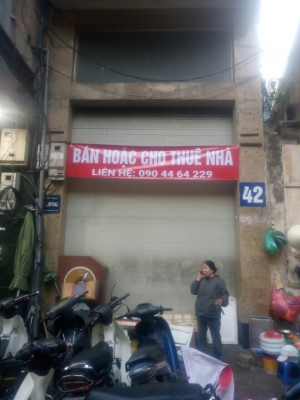 BÁN HOẶC CHO THUÊ NHÀ
LIÊN HỆ: 090 44 64 229
42